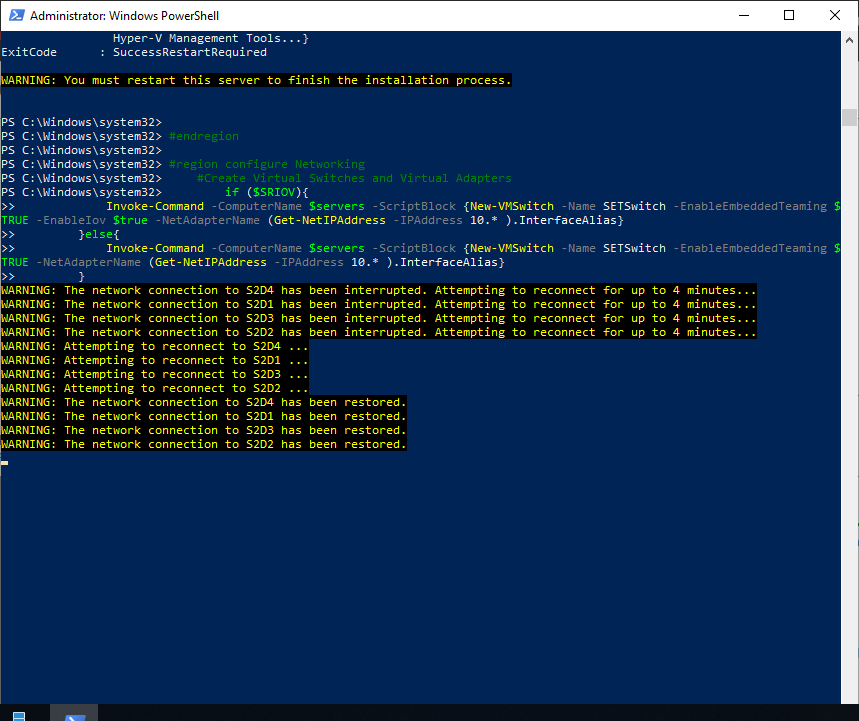 Administrator: Windows PowerShell
Hyper-V Management Tools...}
ExitCode      : SuccessRestartRequired
WARNING: You must restart this server to finish the installation process.
PS C:\Windows\system32>
PS C:\Windows\system32> #endregion
PS C:\Windows\system32>
PS C:\Windows\system32> #region configure Networking
PS C:\Windows\system32>     #Create Virtual Switches and Virtual Adapters
PS C:\Windows\system32>         if ($SRIOV){
>>             Invoke-Command -ComputerName $servers -ScriptBlock {New-VMSwitch -Name SETSwitch -EnableEmbeddedTeaming $
TRUE -EnableIov $true -NetAdapterName (Get-NetIPAddress -IPAddress 10.* ).InterfaceAlias}
>>         }else{
>>             Invoke-Command -ComputerName $servers -ScriptBlock {New-VMSwitch -Name SETSwitch -EnableEmbeddedTeaming $
TRUE -NetAdapterName (Get-NetIPAddress -IPAddress 10.* ).InterfaceAlias}
>>         }
WARNING: The network connection to S2D4 has been interrupted. Attempting to reconnect for up to 4 minutes...
WARNING: The network connection to S2D1 has been interrupted. Attempting to reconnect for up to 4 minutes...
WARNING: The network connection to S2D3 has been interrupted. Attempting to reconnect for up to 4 minutes...
WARNING: The network connection to S2D2 has been interrupted. Attempting to reconnect for up to 4 minutes...
WARNING: Attempting to reconnect to S2D4 ...
WARNING: Attempting to reconnect to S2D1 ...
WARNING: Attempting to reconnect to S2D3 ...
WARNING: Attempting to reconnect to S2D2 ...
WARNING: The network connection to S2D4 has been restored.
WARNING: The network connection to S2D1 has been restored.
WARNING: The network connection to S2D3 has been restored.
WARNING: The network connection to S2D2 has been restored.